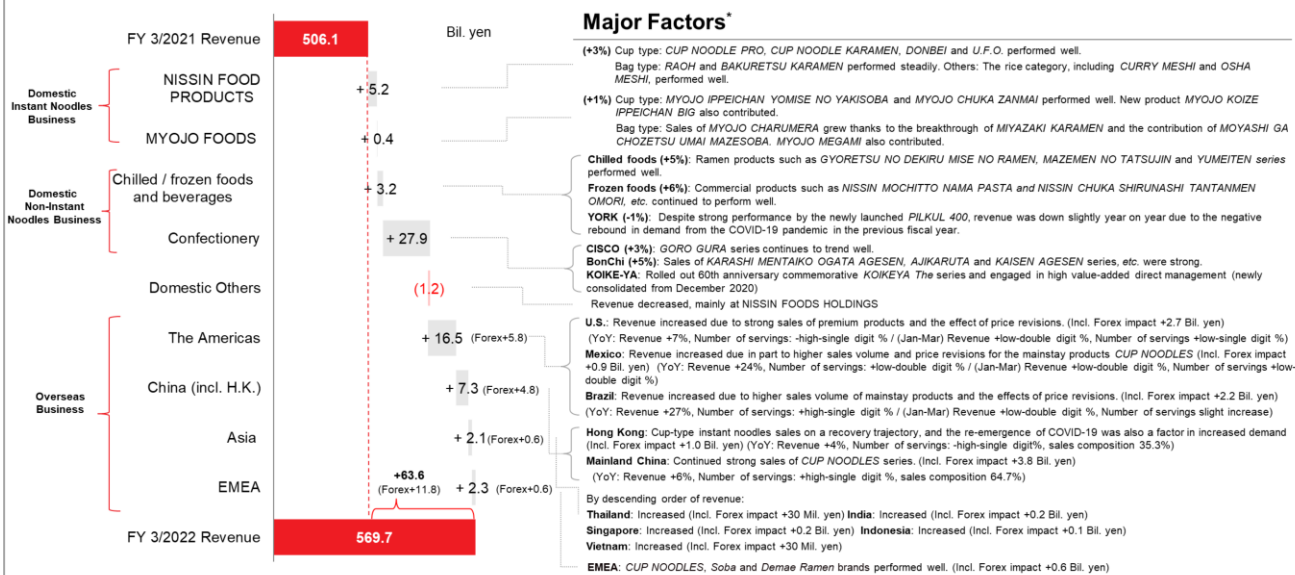 Major Factors*
FY 3/2021 Revenue
506.1
Bil. yen
Domestic
Instant Noodles
Business
NISSIN FOOD
PRODUCTS
+ 5.2
MYOJO FOODS
+ 0.4
Domestic
Non-Instant
Noodles Business
Chilled / frozen foods
and beverages
+ 3.2
Confectionery
+ 27.9
Domestic Others
(1.2)
Overseas
Business
The Americas
+ 16.5 (Forex+5.8)
China (incl. H.K.)
+ 7.3 (Forex+4.8)
Asia
+ 2.1 (Forex+0.6)
EMEA
+63.6
(Forex+11.8)
+ 2.3 (Forex+0.6)
FY 3/2022 Revenue
569.7
(+3%) Cup type: CUP NOODLE PRO, CUP NOODLE KARAMEN, DONBEI and U.F.O. performed well.
Bag type: RAOH and BAKURETSU KARAMEN performed steadily. Others: The rice category, including CURRY MESHI and OSHA
MESHI, performed well.
(+1%) Cup type: MYOJO IPPEICHAN YOMISE NO YAKISOBA and MYOJO CHUKA ZANMAI performed well. New product MYOJO KOIZE
IPPEICHAN BIG also contributed.
Bag type: Sales of MYOJO CHARUMERA grew thanks to the breakthrough of MIYAZAKI KARAMEN and the contribution of MOYASHI GA
CHOZETSU UMAI MAZESOBA. MYOJO MEGAMI also contributed.
Chilled foods (+5%): Ramen products such as GYORETSU NO DEKIRU MISE NO RAMEN, MAZEMEN NO TATSUJIN and YUMEITEN series
performed well.
Frozen foods (+6%): Commercial products such as NISSIN MOCHITTO NAMA PASTA and NISSIN CHUKA SHIRUNASHI TANTANMEN
OMORI, etc. continued to perform well.
YORK (-1%): Despite strong performance by the newly launched PILKUL 400, revenue was down slightly year on year due to the negative
rebound in demand from the COVID-19 pandemic in the previous fiscal year.
CISCO (+3%): GORO GURA series continues to trend well.
BonChi (+5%): Sales of KARASHI MENTAIKO OGATA AGESEN, AJIKARUTA and KAISEN AGESEN series, etc. were strong.
KOIKE-YA: Rolled out 60th anniversary commemorative KOIKEYA The series and engaged in high value-added direct management (newly
consolidated from December 2020)
Revenue decreased, mainly at NISSIN FOODS HOLDINGS
U.S.: Revenue increased due to strong sales of premium products and the effect of price revisions. (Incl. Forex impact +2.7 Bil. yen)
(YoY: Revenue +7%, Number of servings: -high-single digit % / (Jan-Mar) Revenue +low-double digit %, Number of servings +low-single digit %)
Mexico: Revenue increased due in part to higher sales volume and price revisions for the mainstay products CUP NOODLES (Incl. Forex impact
+0.9 Bil. yen) (YoY: Revenue +24%, Number of servings: +low-double digit % / (Jan-Mar) Revenue +low-double digit %, Number of servings +low-
double digit %)
Brazil: Revenue increased due to higher sales volume of mainstay products and the effects of price revisions. (Incl. Forex impact +2.2 Bil. yen)
(YoY: Revenue +27%, Number of servings: +high-single digit % / (Jan-Mar) Revenue +low-double digit %, Number of servings slight increase)
Hong Kong: Cup-type instant noodles sales on a recovery trajectory, and the re-emergence of COVID-19 was also a factor in increased demand
(Incl. Forex impact +1.0 Bil. yen) (YoY: Revenue +4%, Number of servings: -high-single digit%, sales composition 35.3%)
Mainland China: Continued strong sales of CUP NOODLES series. (Incl. Forex impact +3.8 Bil. yen)
(YoY: Revenue +6%, Number of servings: +high-single digit %, sales composition 64.7%)
By descending order of revenue:
Thailand: Increased (Incl. Forex impact +30 Mil. yen) India: Increased (Incl. Forex impact +0.2 Bil. yen)
Singapore: Increased (Incl. Forex impact +0.2 Bil. yen) Indonesia: Increased (Incl. Forex impact +0.1 Bil. yen)
Vietnam: Increased (Incl. Forex impact +30 Mil. yen)
EMEA: CUP NOODLES, Soba and Demae Ramen brands performed well. (Incl. Forex impact +0.6 Bil. yen)